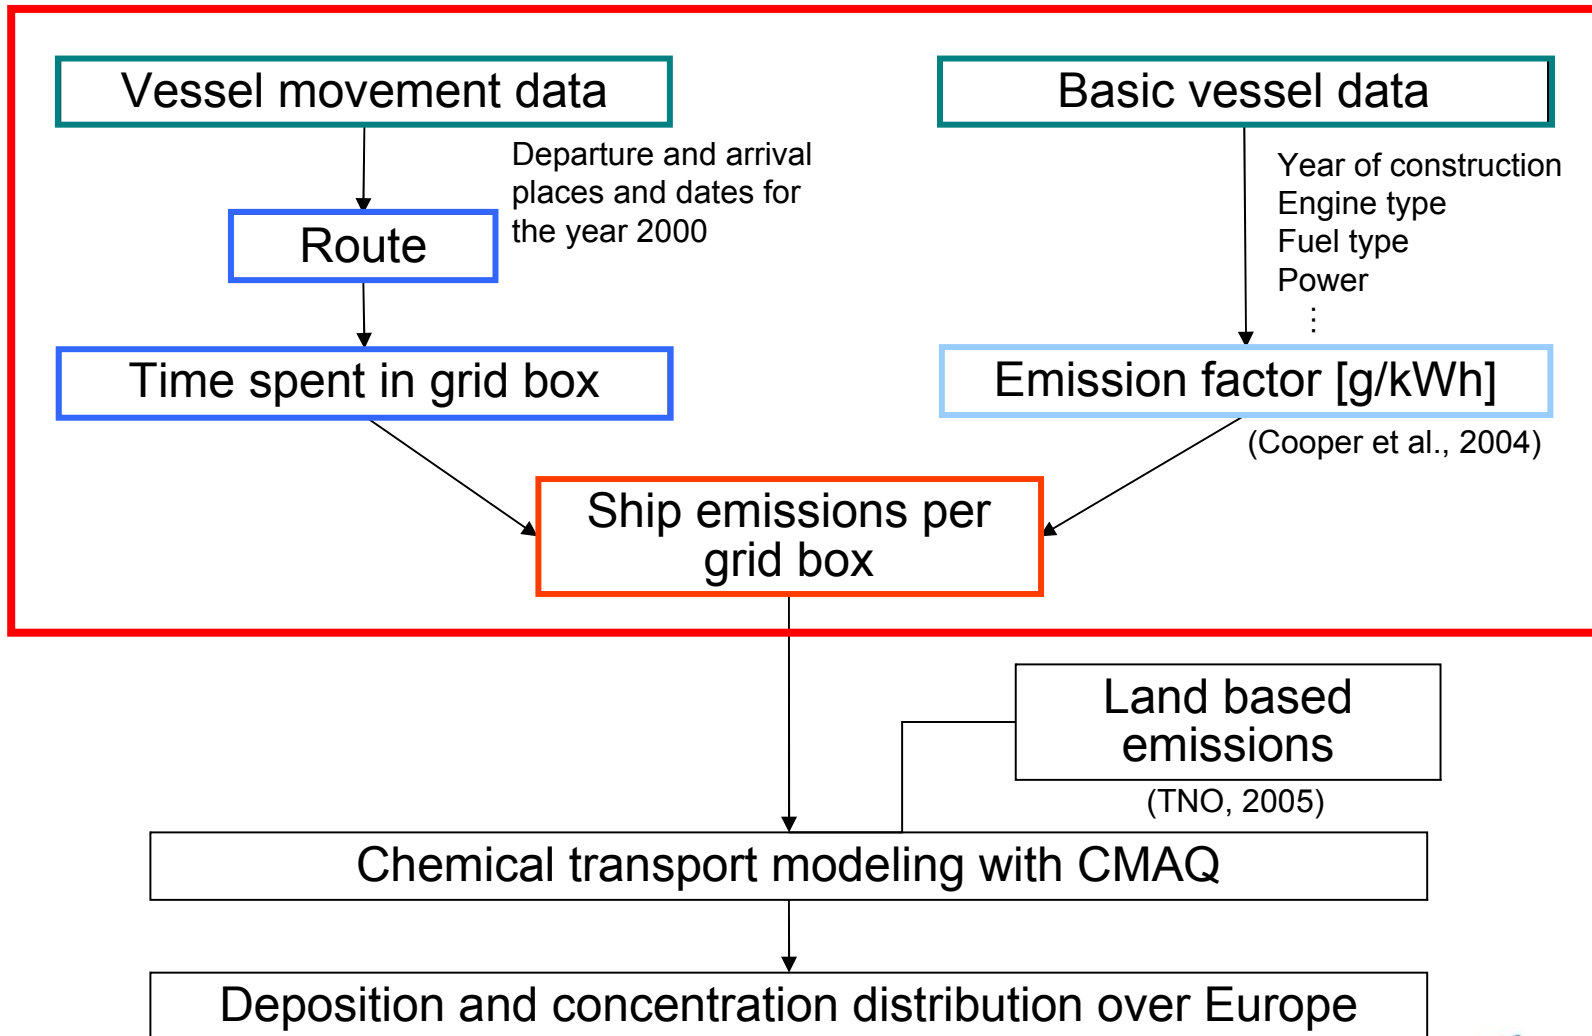 Vessel movement data
Basic vessel data
Departure and arrival
places and dates for
the year 2000
Year of construction
Engine type
Fuel type
Power
⋮
Route
Time spent in grid box
Emission factor [g/kWh]
(Cooper et al., 2004)
Ship emissions per
grid box
Land based
emissions
(TNO, 2005)
Chemical transport modeling with CMAQ
Deposition and concentration distribution over Europe